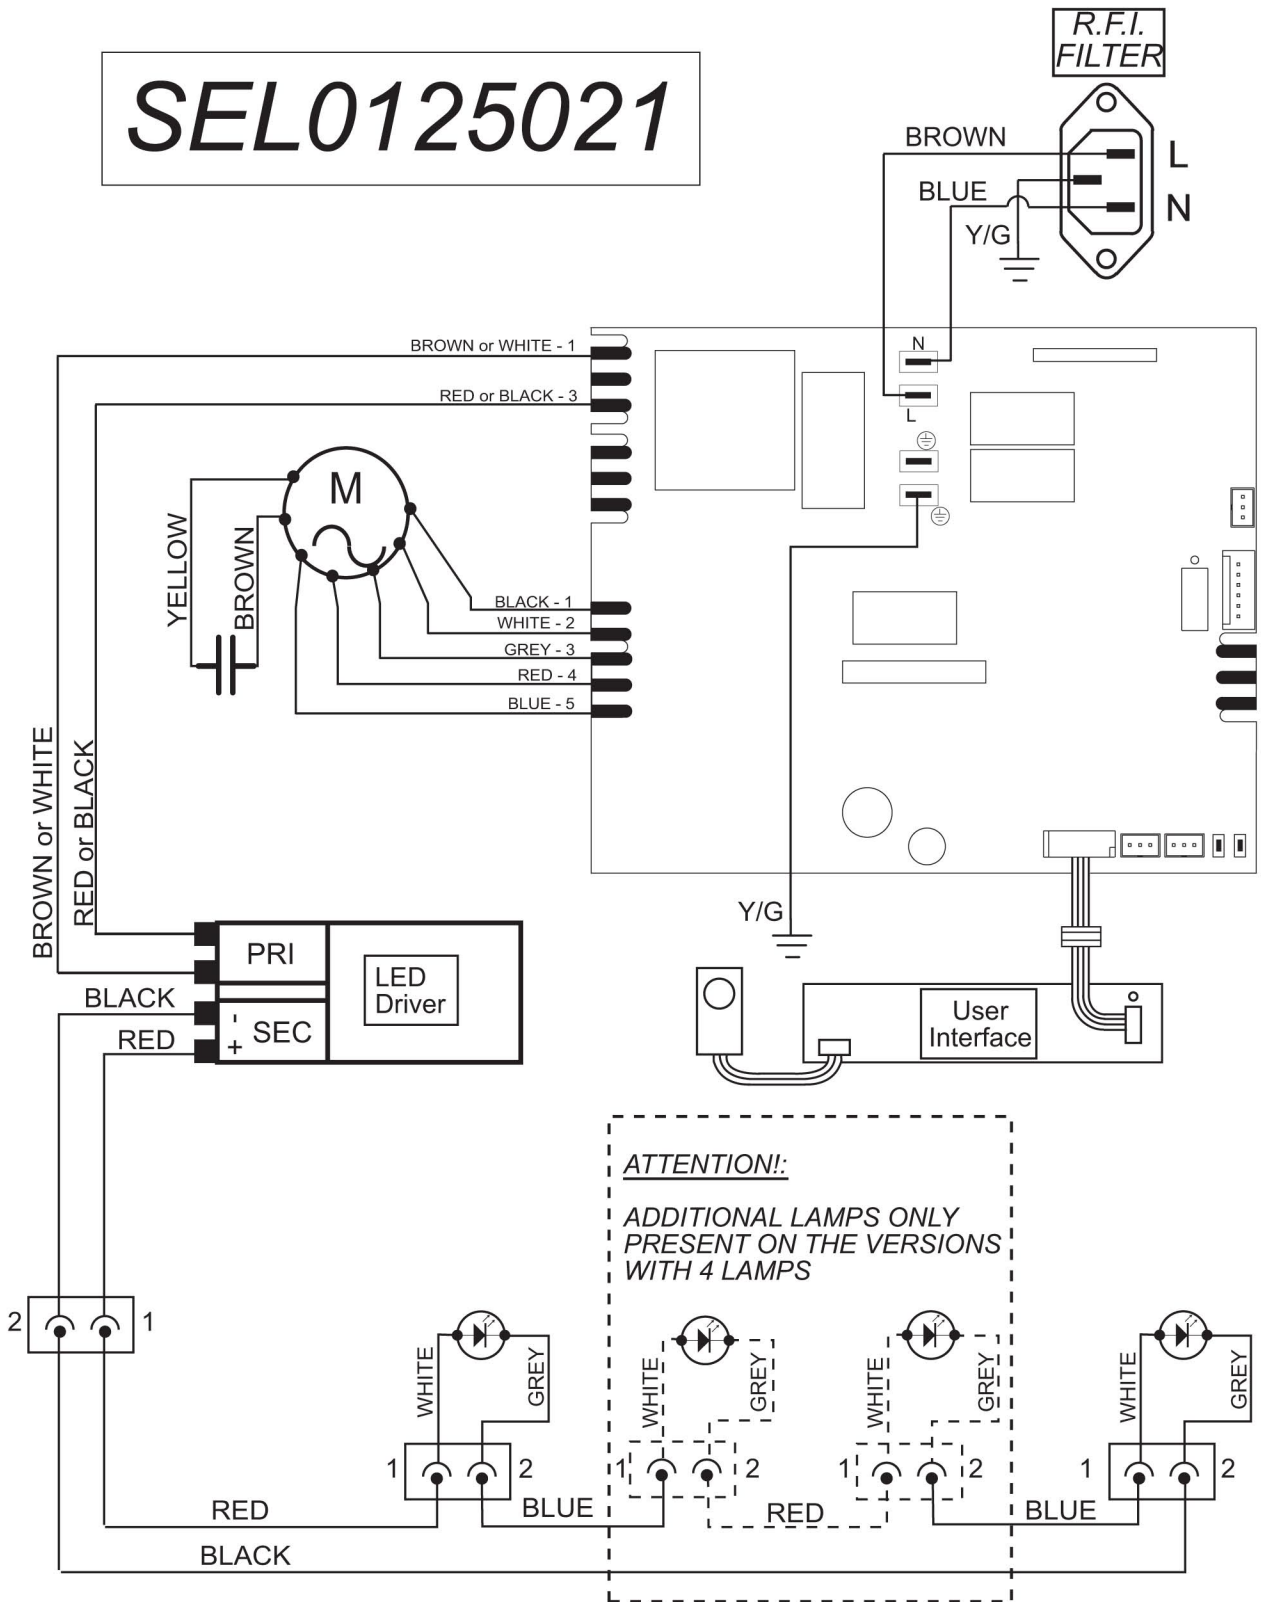 R.F.I.
FILTER
SEL0125021
BROWN
L
BLUE
N
Y/G
BROWN or WHITE - 1
N
RED or BLACK - 3
L
M
YELLOW
BROWN
BLACK - 1
WHITE - 2
GREY - 3
RED - 4
BLUE - 5
BROWN or WHITE
RED or BLACK
Y/G
PRI
LED
Driver
BLACK
- SEC
RED
+
User
Interface
ATTENTION!:
ADDITIONAL LAMPS ONLY
PRESENT ON THE VERSIONS
WITH 4 LAMPS
2 1
WHITE GREY WHITE GREY WHITE GREY WHITE GREY
1 2 1 2 1 2 1 2
RED BLUE RED BLUE
BLACK